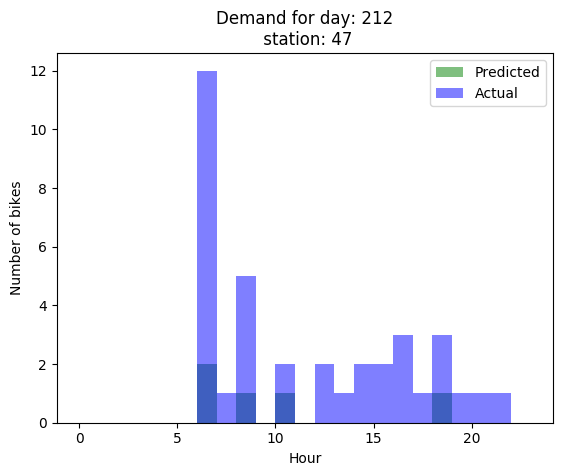 Demand for day: 212
station: 47
Predicted
Actual
12
10
8
6
4
2
0
Number of bikes
0 5 10 15 20
Hour